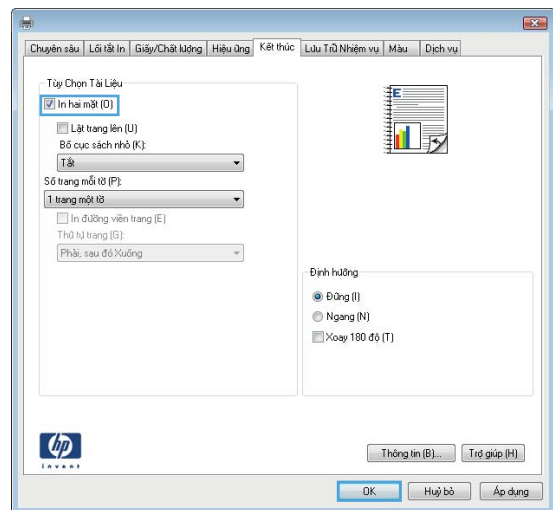 Chuyên sâu Lối tắt In Giấy/Chất lượng Hiệu ứng Kết thúc Lưu Trữ Nhiệm vụ Màu Dịch vụ
Tùy Chọn Tài Liệu
In hai mặt (O)
Lật trang lên (U)
Bố cục sách nhỏ (K):
Tắt
Số trang mỗi tờ (P):
1 trang một tờ
In đường viền trang (E)
Thứ tự trang (G):
Phải, sau đó Xuống
E
Định hướng
Đứng (I)
Ngang (N)
Xoay 180 độ (T)
hp
invent
Thông tin (B)... Trợ giúp (H)
OK Huỷ bỏ Áp dụng